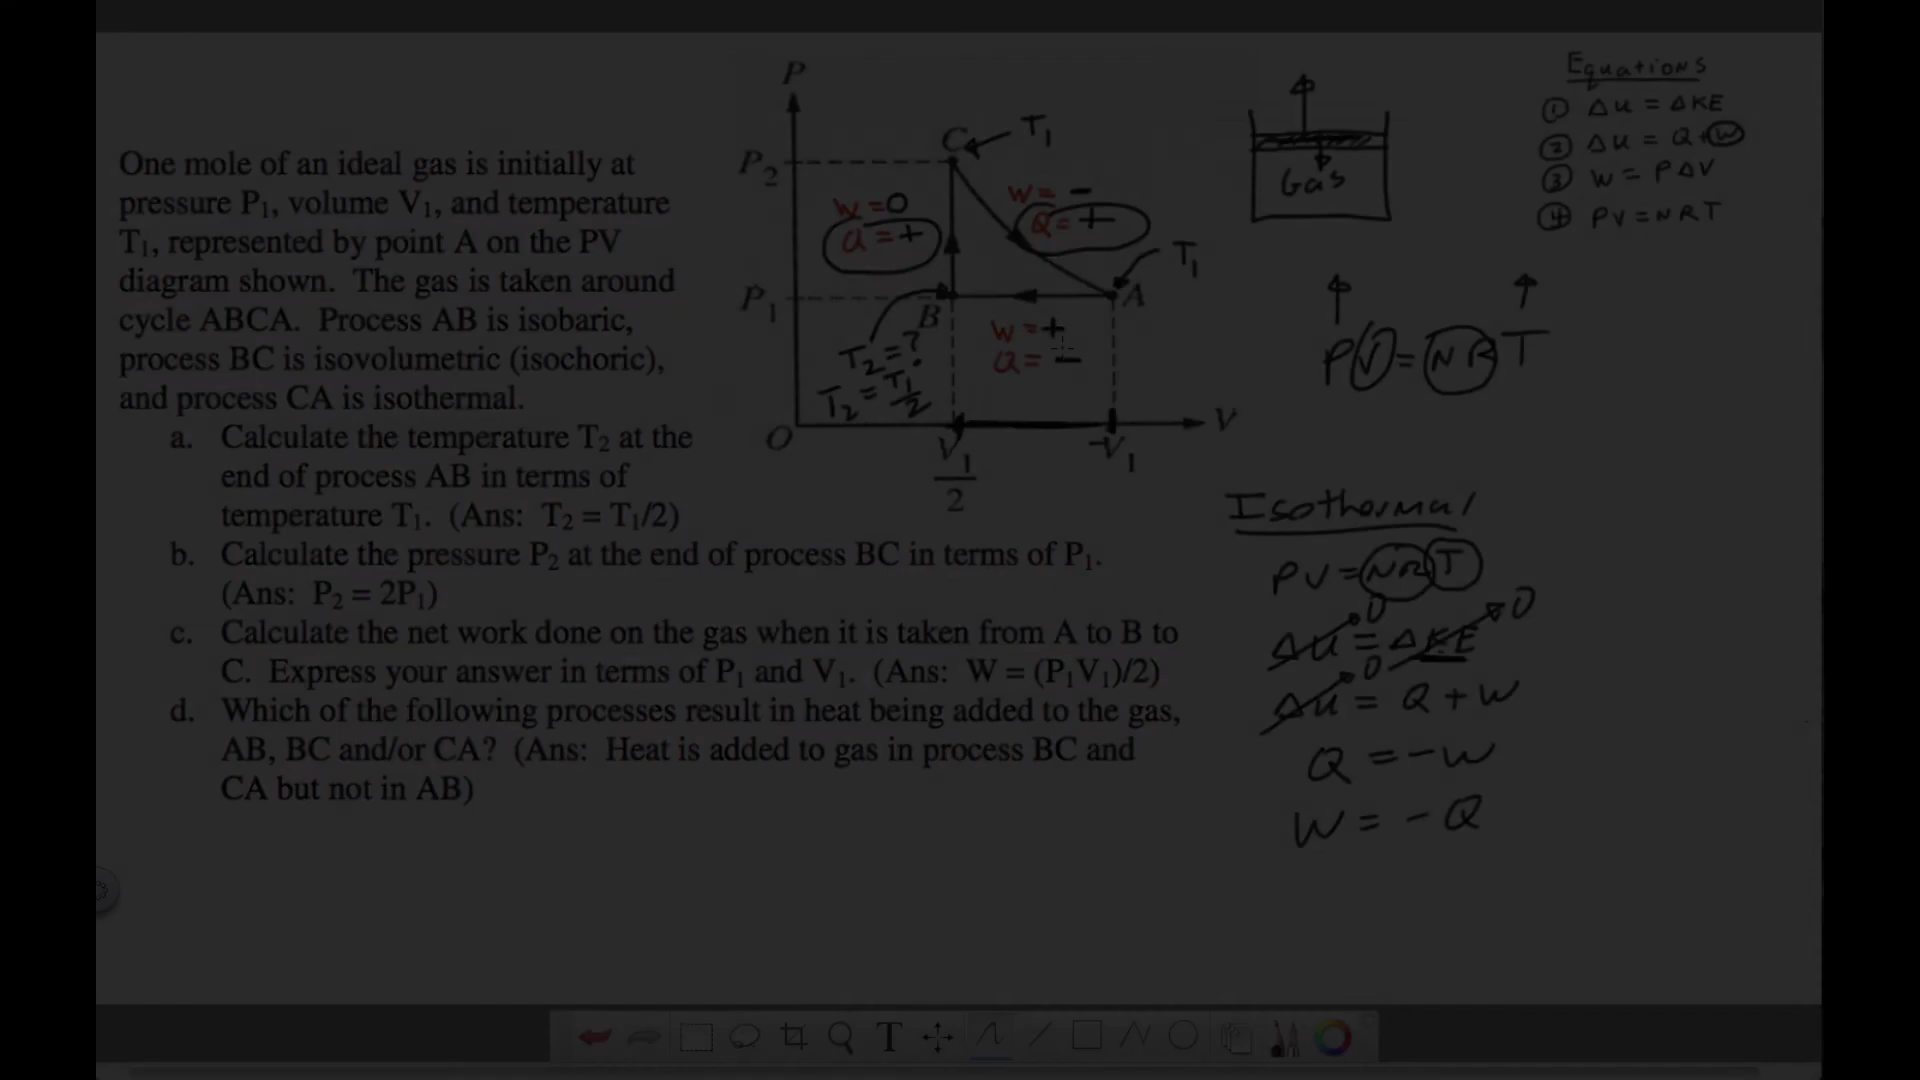 One mole of an ideal gas is initially at
pressure P₁, volume V₁, and temperature
T₁, represented by point A on the PV
diagram shown. The gas is taken around
cycle ABCA. Process AB is isobaric,
process BC is isovolumetric (isochoric),
and process CA is isothermal.
a. Calculate the temperature T₂ at the
end of process AB in terms of
temperature T₁. (Ans: T₂ = T₁/2)
b. Calculate the pressure P₂ at the end of process BC in terms of P₁.
(Ans: P₂ = 2P₁)
c. Calculate the net work done on the gas when it is taken from A to B to
C. Express your answer in terms of P₁ and V₁. (Ans: W = (P₁V₁)/2)
d. Which of the following processes result in heat being added to the gas,
AB, BC and/or CA? (Ans: Heat is added to gas in process BC and
CA but not in AB)
P
C
T₁
P₂
W = 0
Q = +
W = -
Q = +
T₁
P₁
B
A
W = +
Q = -
T₂ = ?
T₂ = T₁/2
O
V₁/2
V₁
V
Gas
Equations
① ΔU = ΔKE
② ΔU = Q + W
③ W = PΔV
④ PV = NRT
PV = NRT
Isothermal
PV = NRT
0
0
ΔU = ΔKE
0
ΔU = Q + W
Q = -W
W = -Q
T